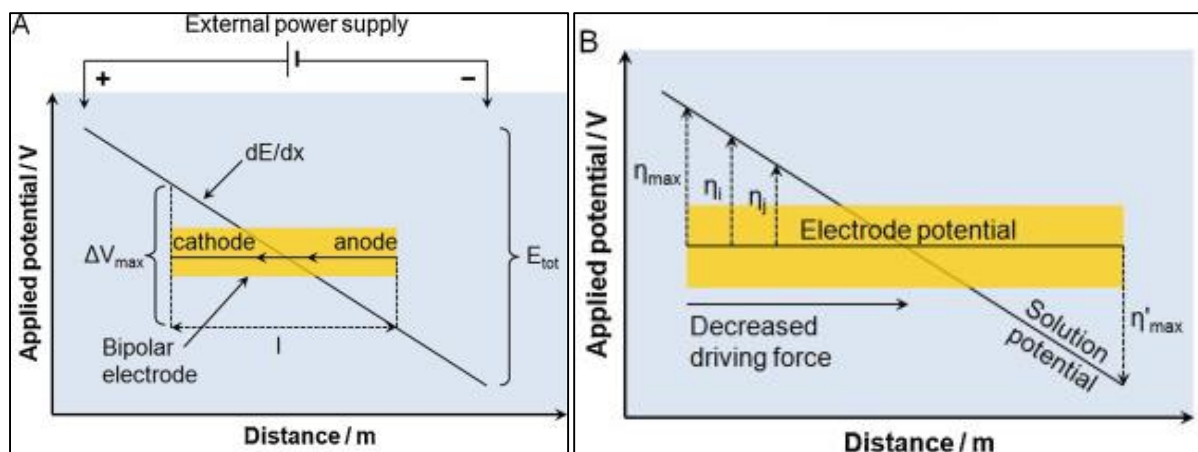 A
External power supply
+
−
Applied potential / V
dE/dx
cathode
anode
ΔVmax
Etot
l
Bipolar
electrode
Distance / m
B
Applied potential / V
ηmax
ηi
ηj
Electrode potential
Decreased
driving force
Solution
potential
η'max
Distance / m